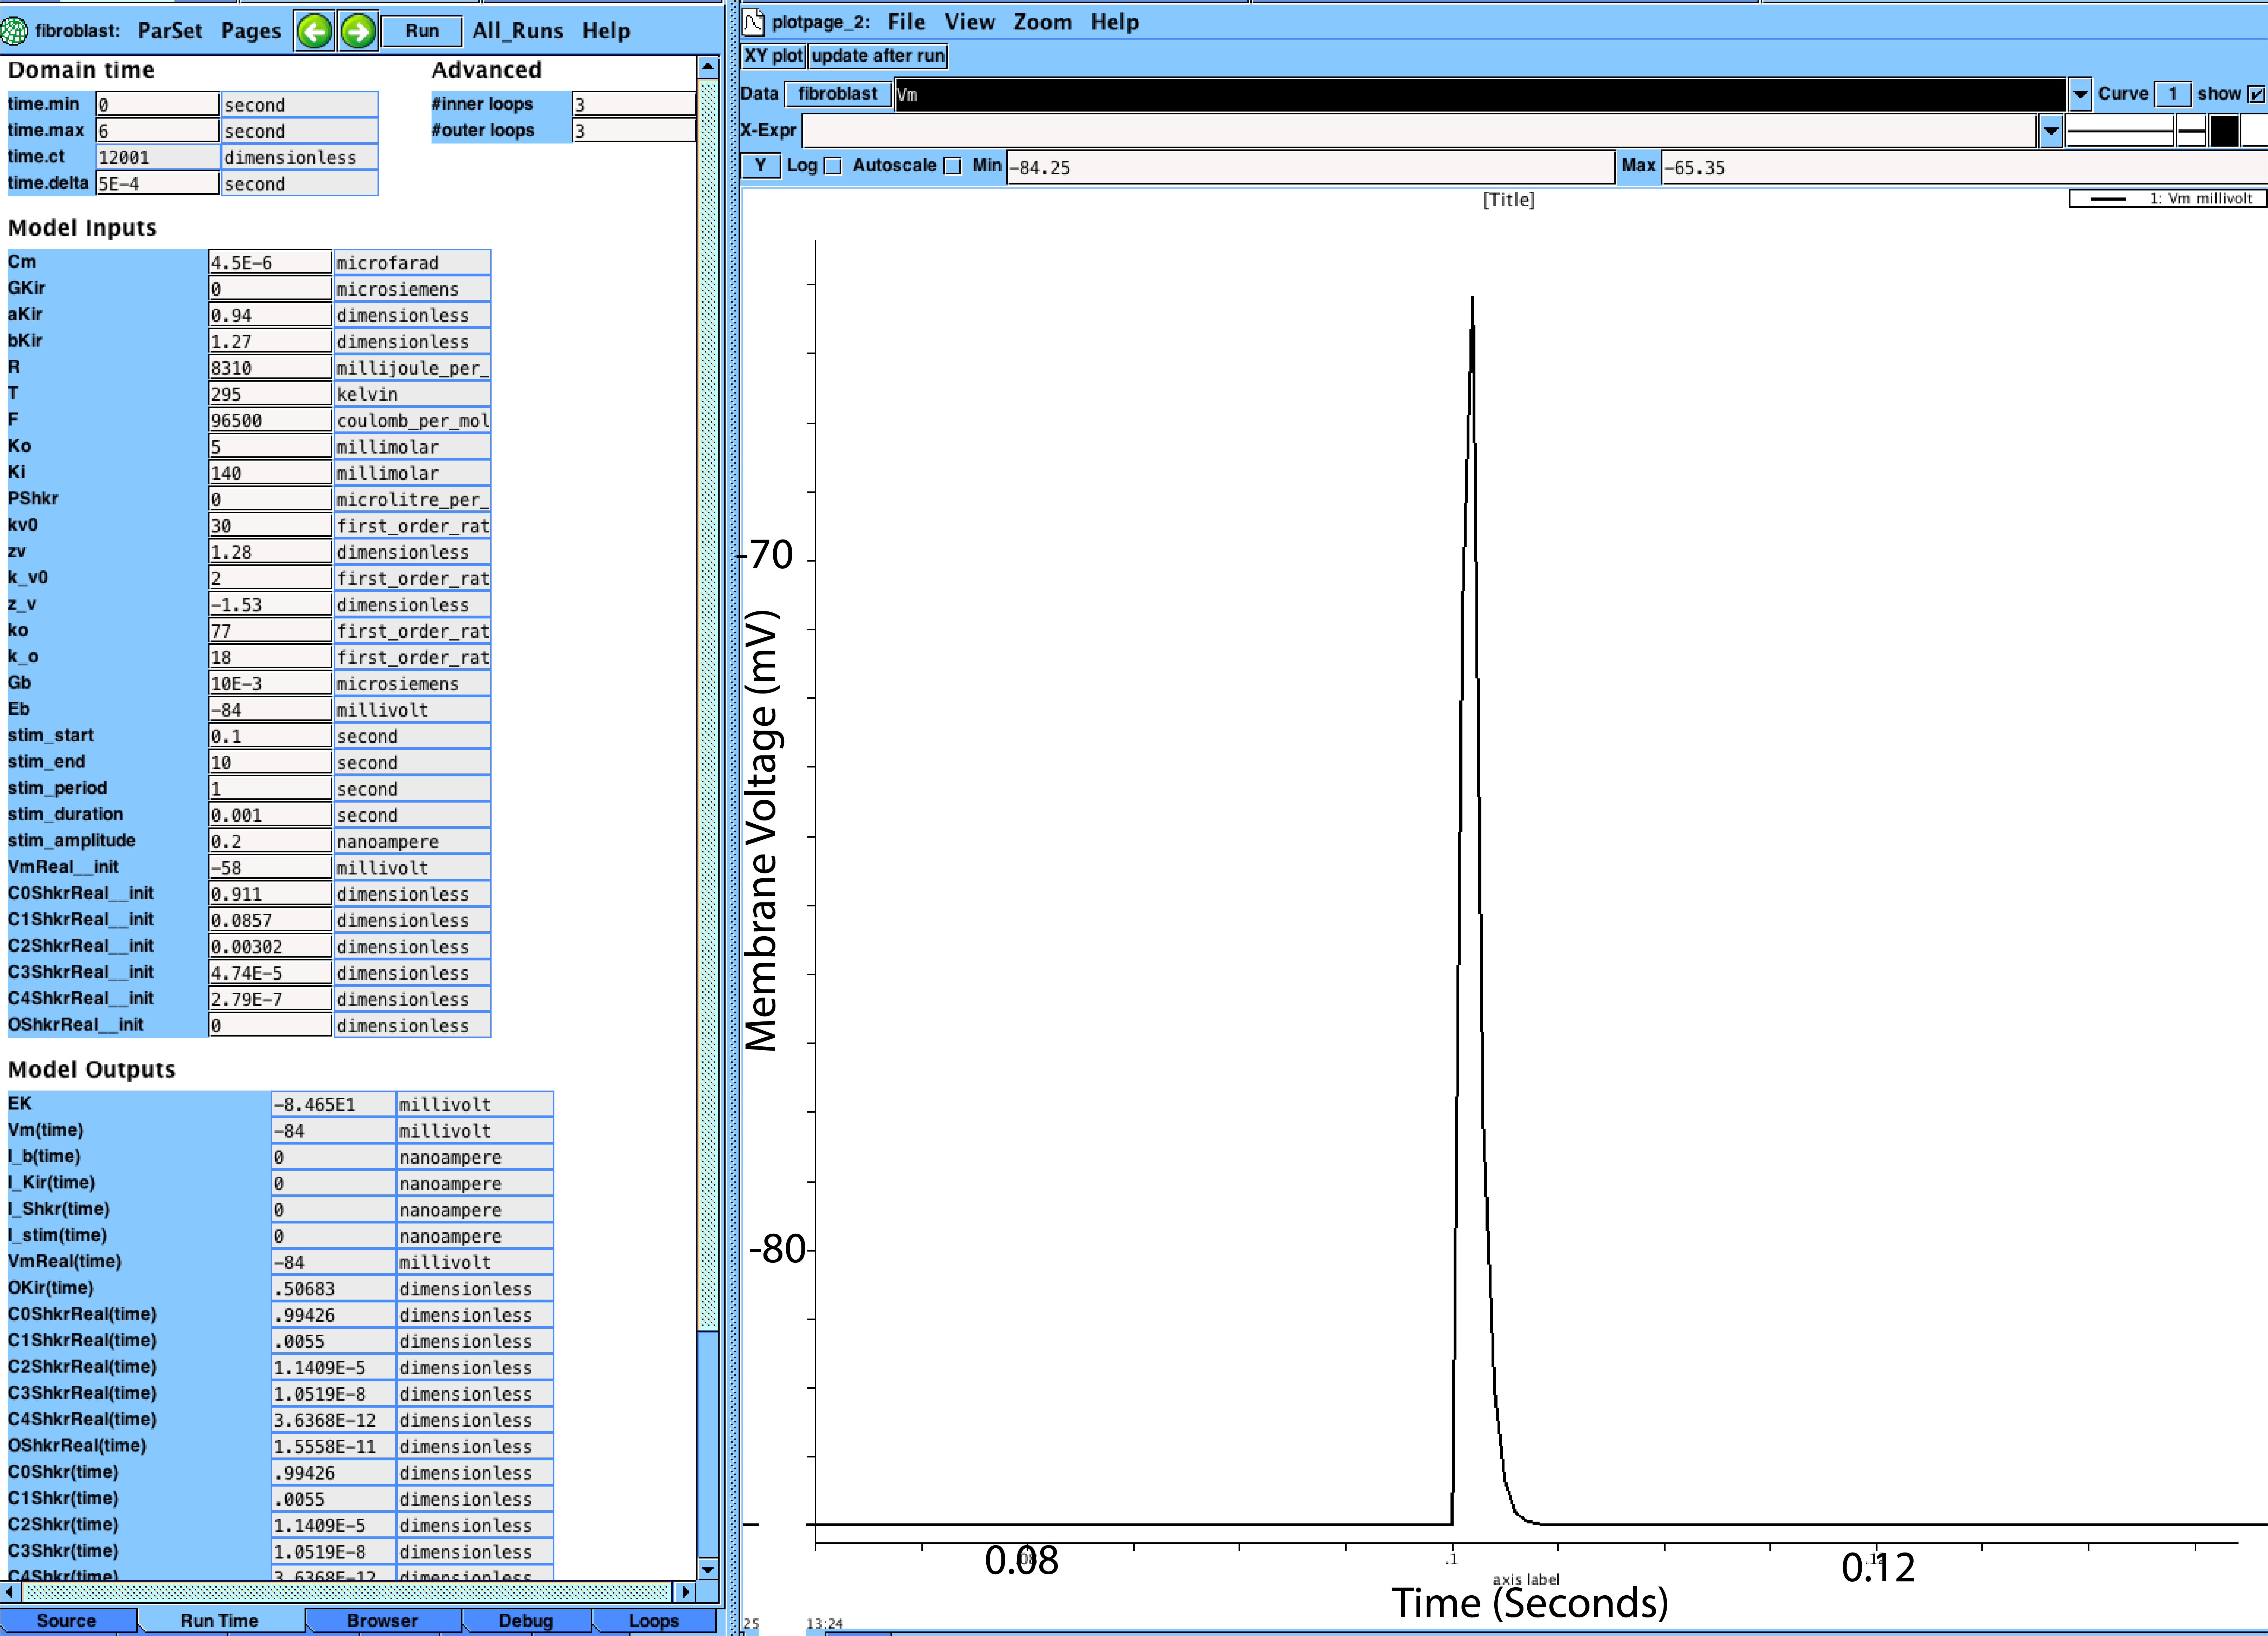 fibroblast: ParSet Pages Run All_Runs Help
Domain time Advanced
time.min 0 second #inner loops 3
time.max 6 second #outer loops 3
time.ct 12001 dimensionless
time.delta 5E-4 second
Model Inputs
Cm 4.5E-6 microfarad
GKir 0 microsiemens
aKir 0.94 dimensionless
bKir 1.27 dimensionless
R 8310 millijoule_per_
T 295 kelvin
F 96500 coulomb_per_mol
Ko 5 millimolar
Ki 140 millimolar
PShkr 0 microlitre_per_
kv0 30 first_order_rat
zv 1.28 dimensionless
k_v0 2 first_order_rat
z_v -1.53 dimensionless
ko 77 first_order_rat
k_o 18 first_order_rat
Gb 10E-3 microsiemens
Eb -84 millivolt
stim_start 0.1 second
stim_end 10 second
stim_period 1 second
stim_duration 0.001 second
stim_amplitude 0.2 nanoampere
VmReal__init -58 millivolt
C0ShkrReal__init 0.911 dimensionless
C1ShkrReal__init 0.0857 dimensionless
C2ShkrReal__init 0.00302 dimensionless
C3ShkrReal__init 4.74E-5 dimensionless
C4ShkrReal__init 2.79E-7 dimensionless
OShkrReal__init 0 dimensionless
Model Outputs
EK -8.465E1 millivolt
Vm(time) -84 millivolt
I_b(time) 0 nanoampere
I_Kir(time) 0 nanoampere
I_Shkr(time) 0 nanoampere
I_stim(time) 0 nanoampere
VmReal(time) -84 millivolt
OKir(time) .50683 dimensionless
C0ShkrReal(time) .99426 dimensionless
C1ShkrReal(time) .0055 dimensionless
C2ShkrReal(time) 1.1409E-5 dimensionless
C3ShkrReal(time) 1.0519E-8 dimensionless
C4ShkrReal(time) 3.6368E-12 dimensionless
OShkrReal(time) 1.5558E-11 dimensionless
C0Shkr(time) .99426 dimensionless
C1Shkr(time) .0055 dimensionless
C2Shkr(time) 1.1409E-5 dimensionless
C3Shkr(time) 1.0519E-8 dimensionless
C4Shkr(time) 3.6368E-12 dimensionless
Source Run Time Browser Debug Loops
plotpage_2: File View Zoom Help
XY plot update after run
Data fibroblast Vm Curve 1 show
X-Expr
Y Log Autoscale Min -84.25 Max -65.35
[Title]
1: Vm millivolt
-70
Membrane Voltage (mV)
-80
0.08 .1 0.12
axis label
Time (Seconds)
25 13:24